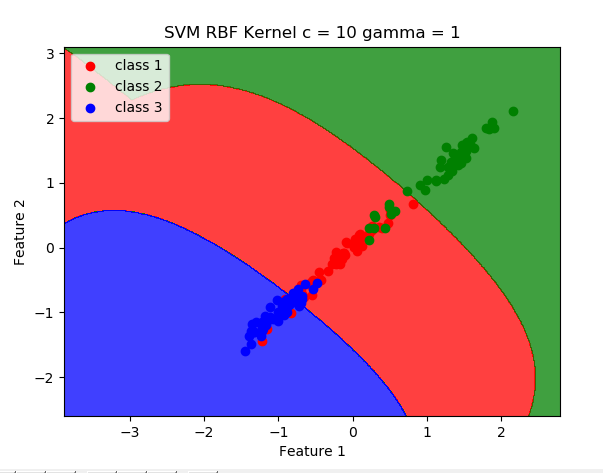 SVM RBF Kernel c = 10 gamma = 1
class 1
class 2
class 3
3
2
1
0
−1
−2
Feature 2
−3 −2 −1 0 1 2
Feature 1